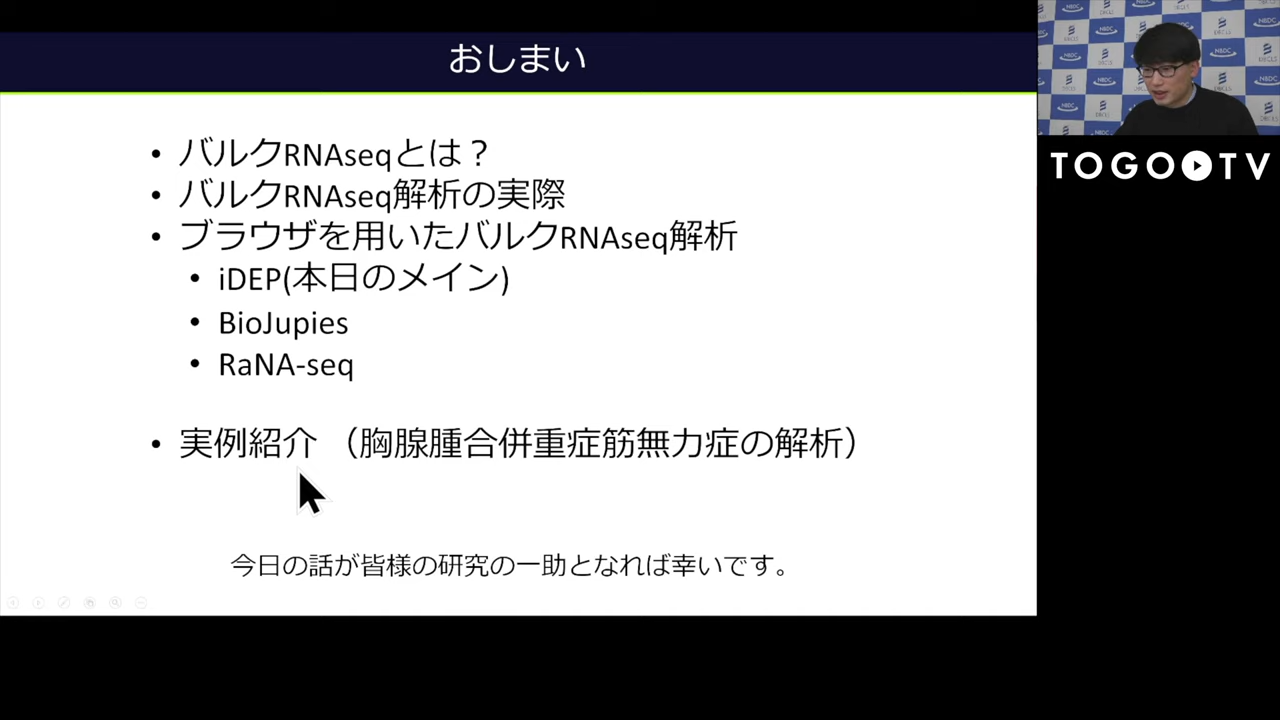 おしまい
• バルクRNAseqとは？
• バルクRNAseq解析の実際
• ブラウザを用いたバルクRNAseq解析
• iDEP(本日のメイン)
• BioJupies
• RaNA-seq
• 実例紹介 （胸腺腫合併重症筋無力症の解析）
今日の話が皆様の研究の一助となれば幸いです。
NBDC
DBCLS
TOGO TV